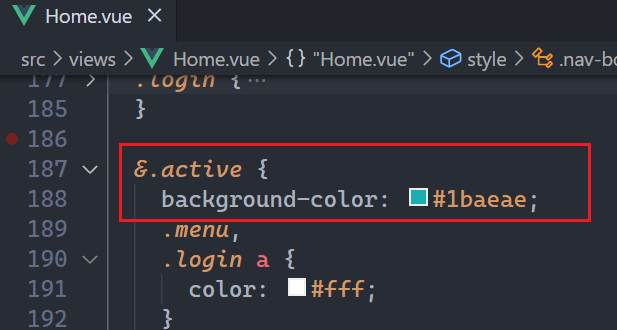 Home.vue
src > views > Home.vue > {} "Home.vue" > style > .nav-bo
177 > .login {···
185 }
186
187 &.active {
188 background-color: #1baeae;
189 .menu,
190 .login a {
191 color: #fff;
192 }